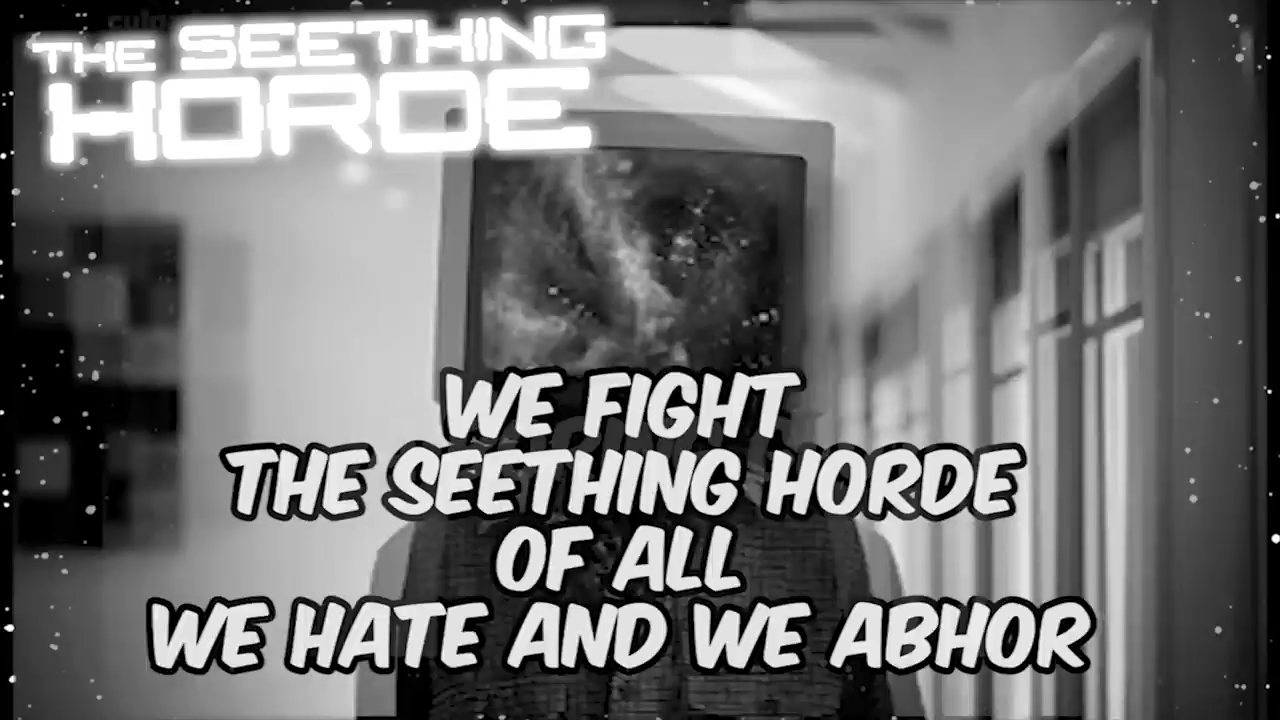 THE SEETHING
HORDE
WE FIGHT
THE SEETHING HORDE
OF ALL
WE HATE AND WE ABHOR